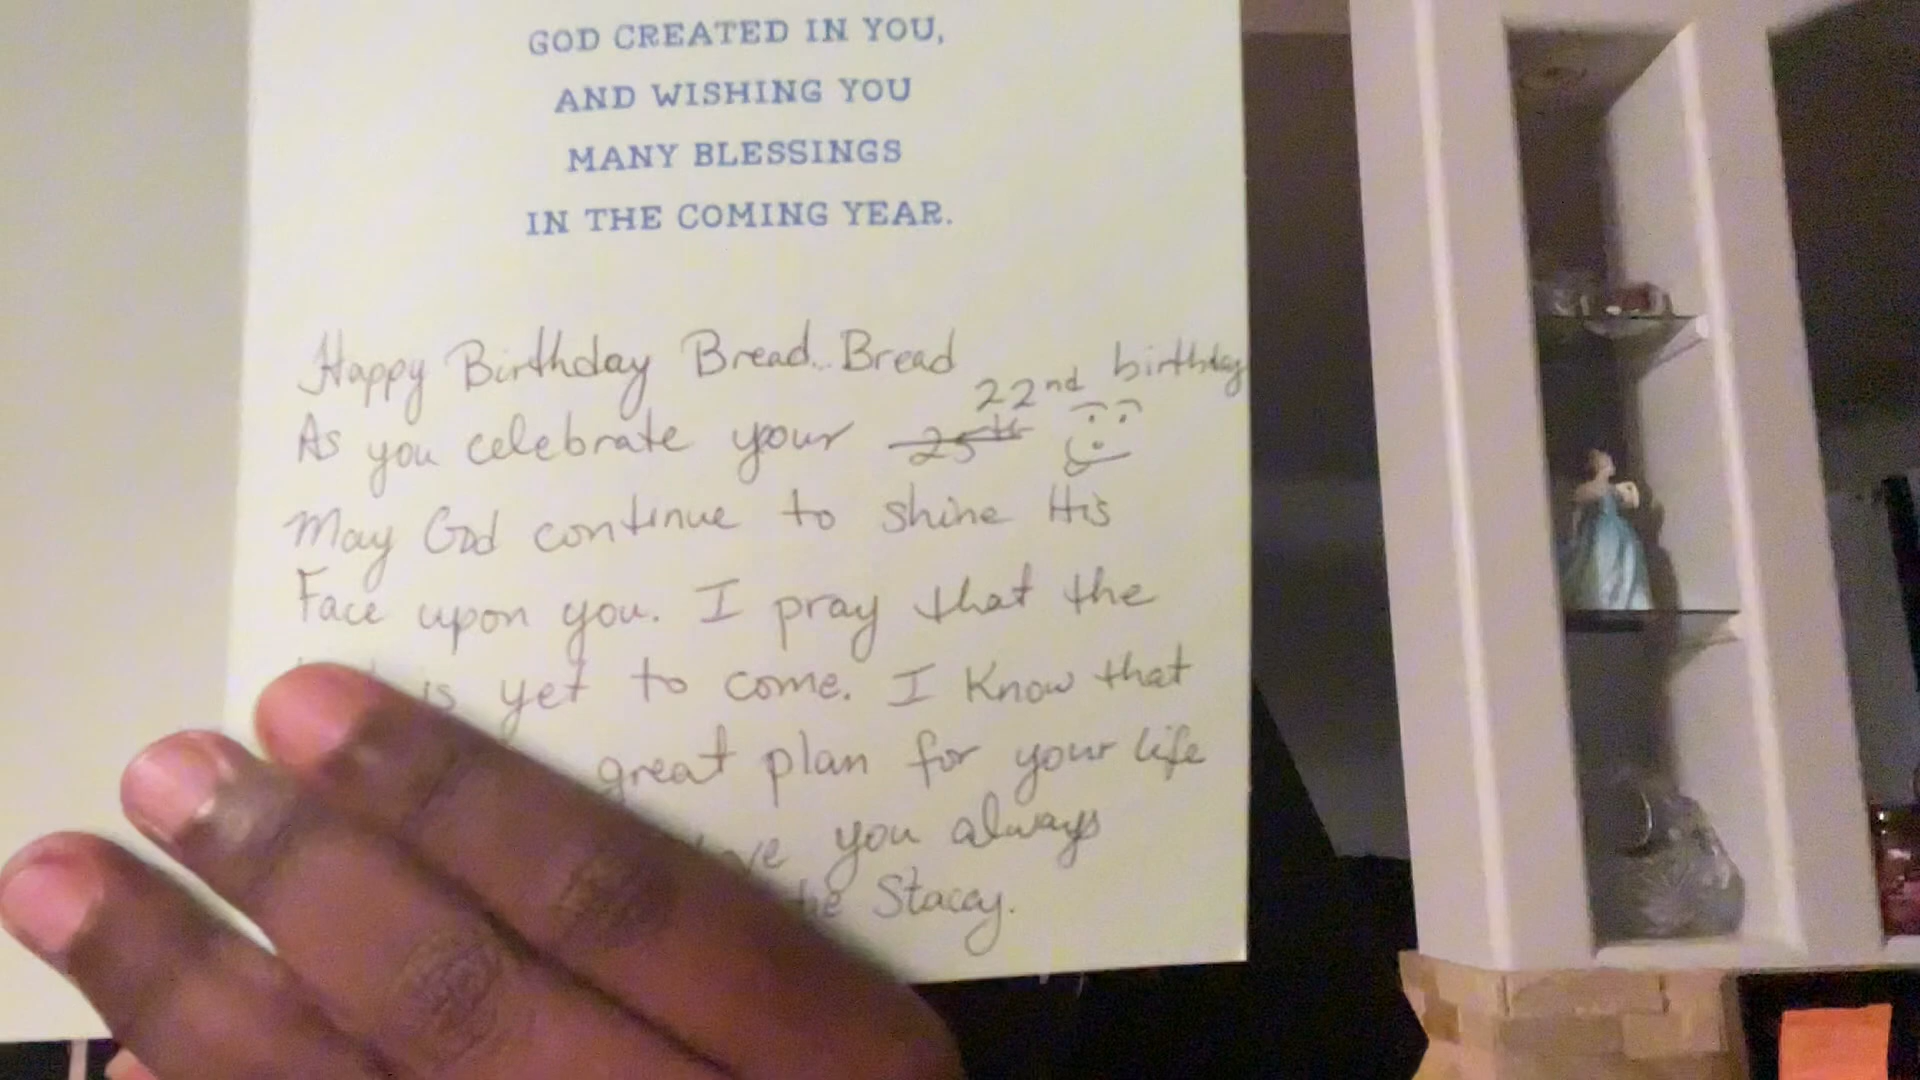 GOD CREATED IN YOU,
AND WISHING YOU
MANY BLESSINGS
IN THE COMING YEAR.
Happy Birthday Bread..Bread
22nd birthday
As you celebrate your 25th
May God continue to shine His
Face upon you. I pray that the
is yet to come. I Know that
great plan for your life
you always
Stacey.